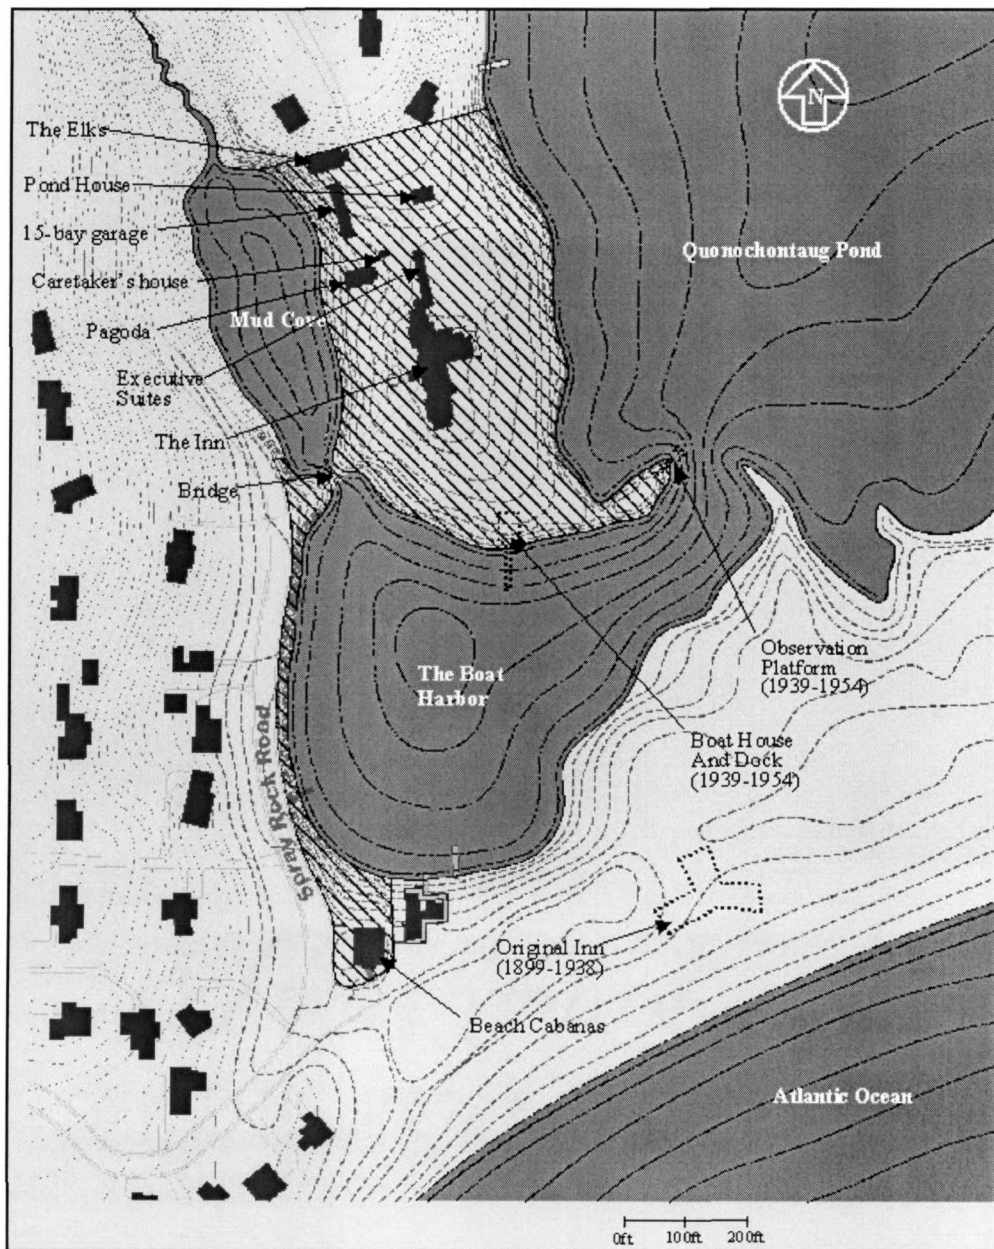 N
The Elks
Pond House
15-bay garage
Caretaker's house
Pagoda
Mud Cove
Executive
Suites
The Inn
Bridge
Quonochontaug Pond
The Boat
Harbor
Observation
Platform
(1939-1954)
Boat House
And Dock
(1939-1954)
Spray Rock Road
Original Inn
(1899-1938)
Beach Cabanas
Atlantic Ocean
0ft 100ft 200ft